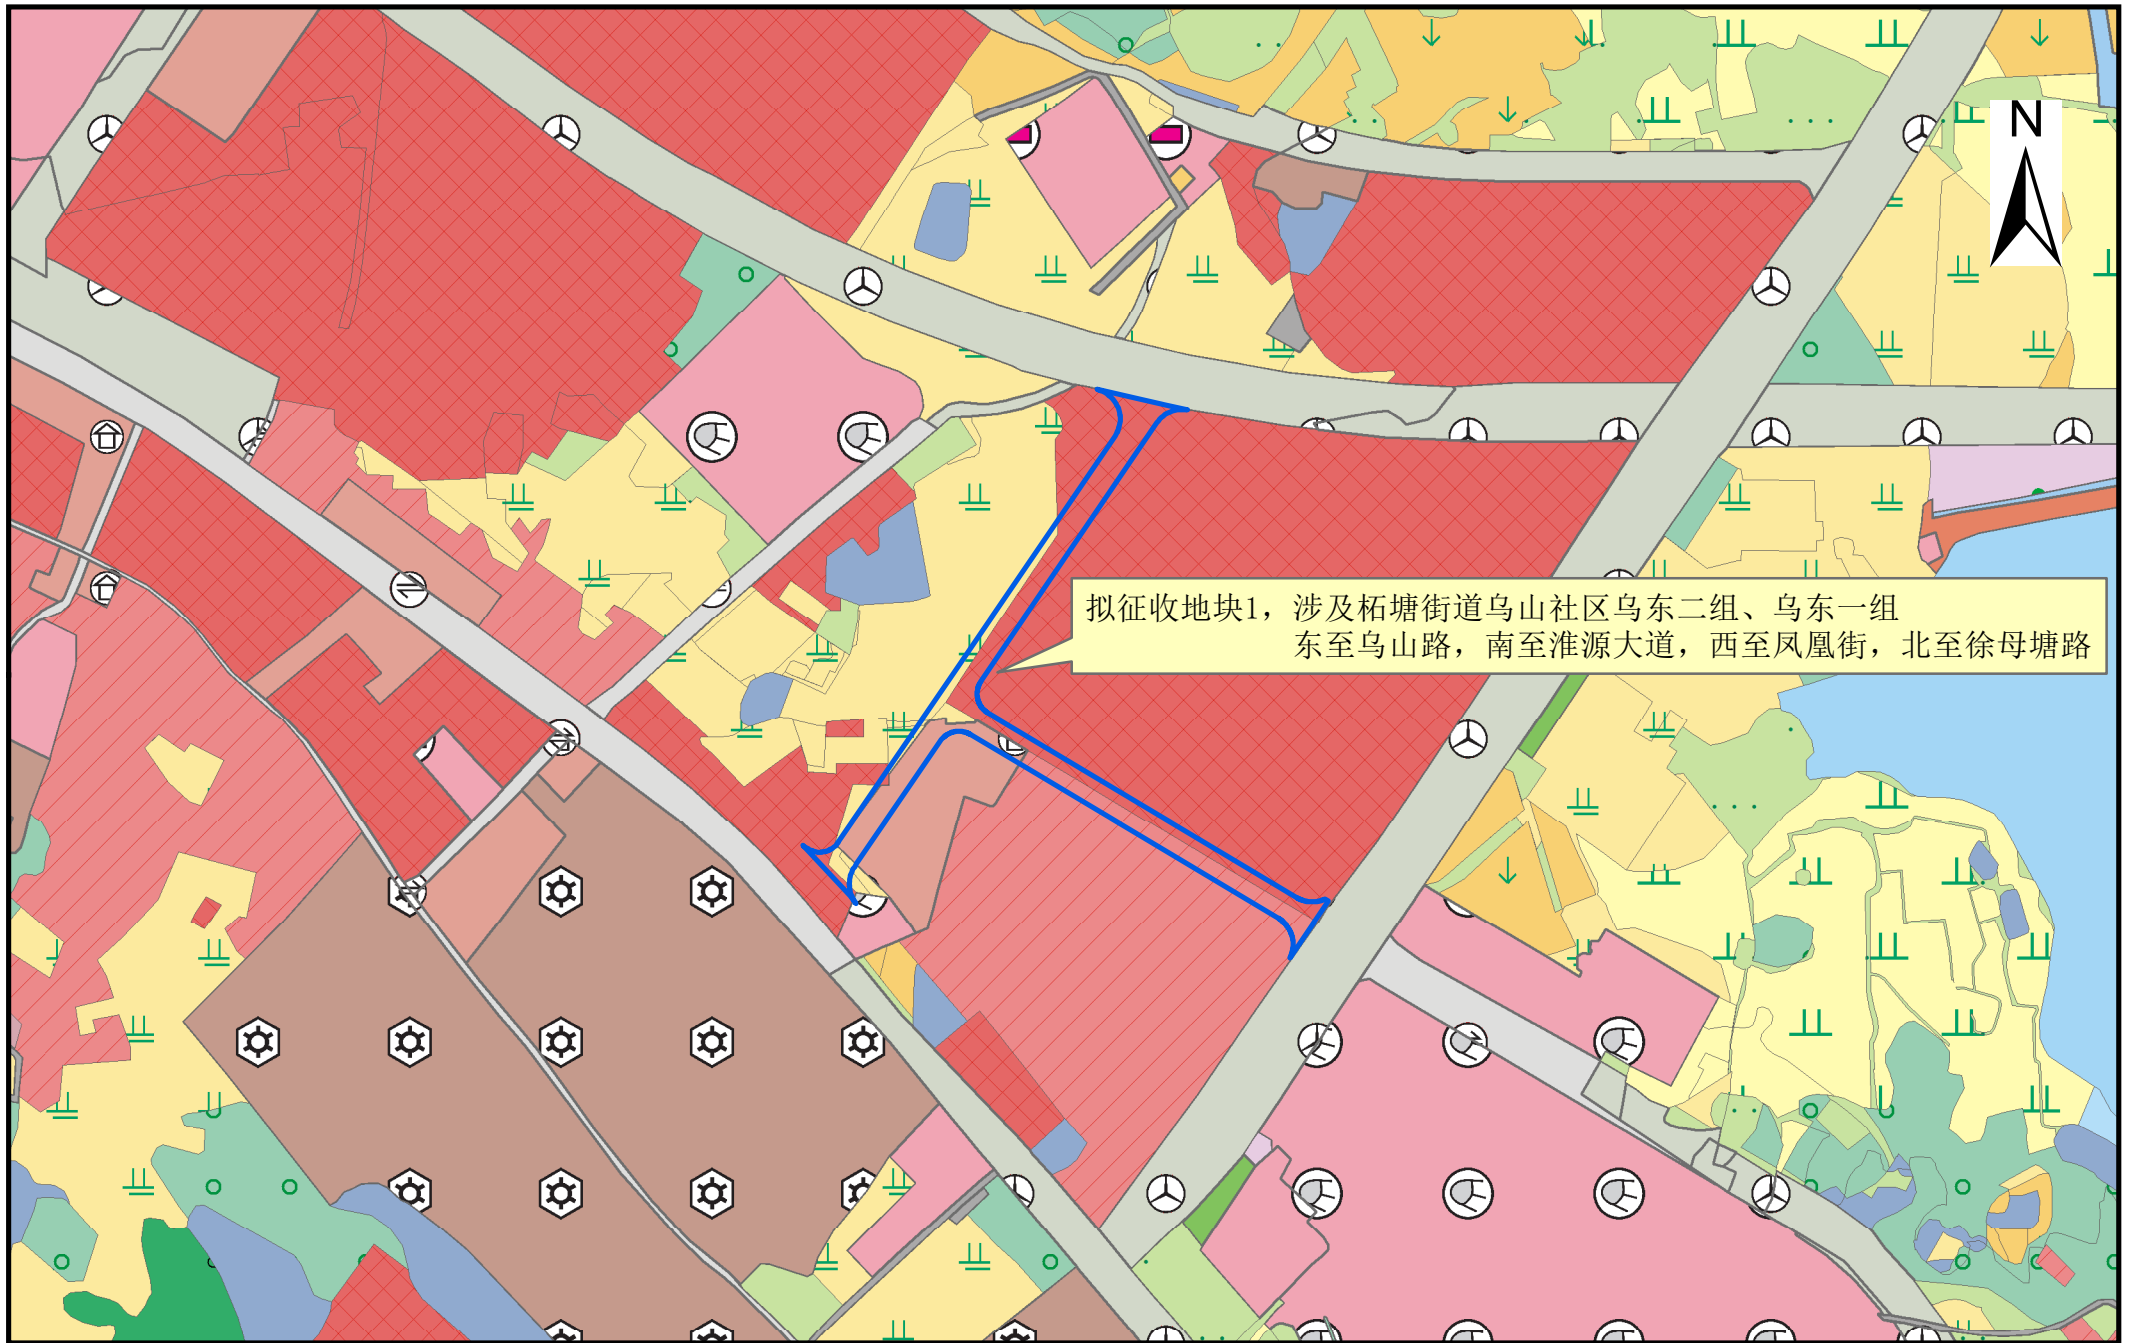 N
拟征收地块1，涉及柘塘街道乌山社区乌东二组、乌东一组
东至乌山路，南至淮源大道，西至凤凰街，北至徐母塘路